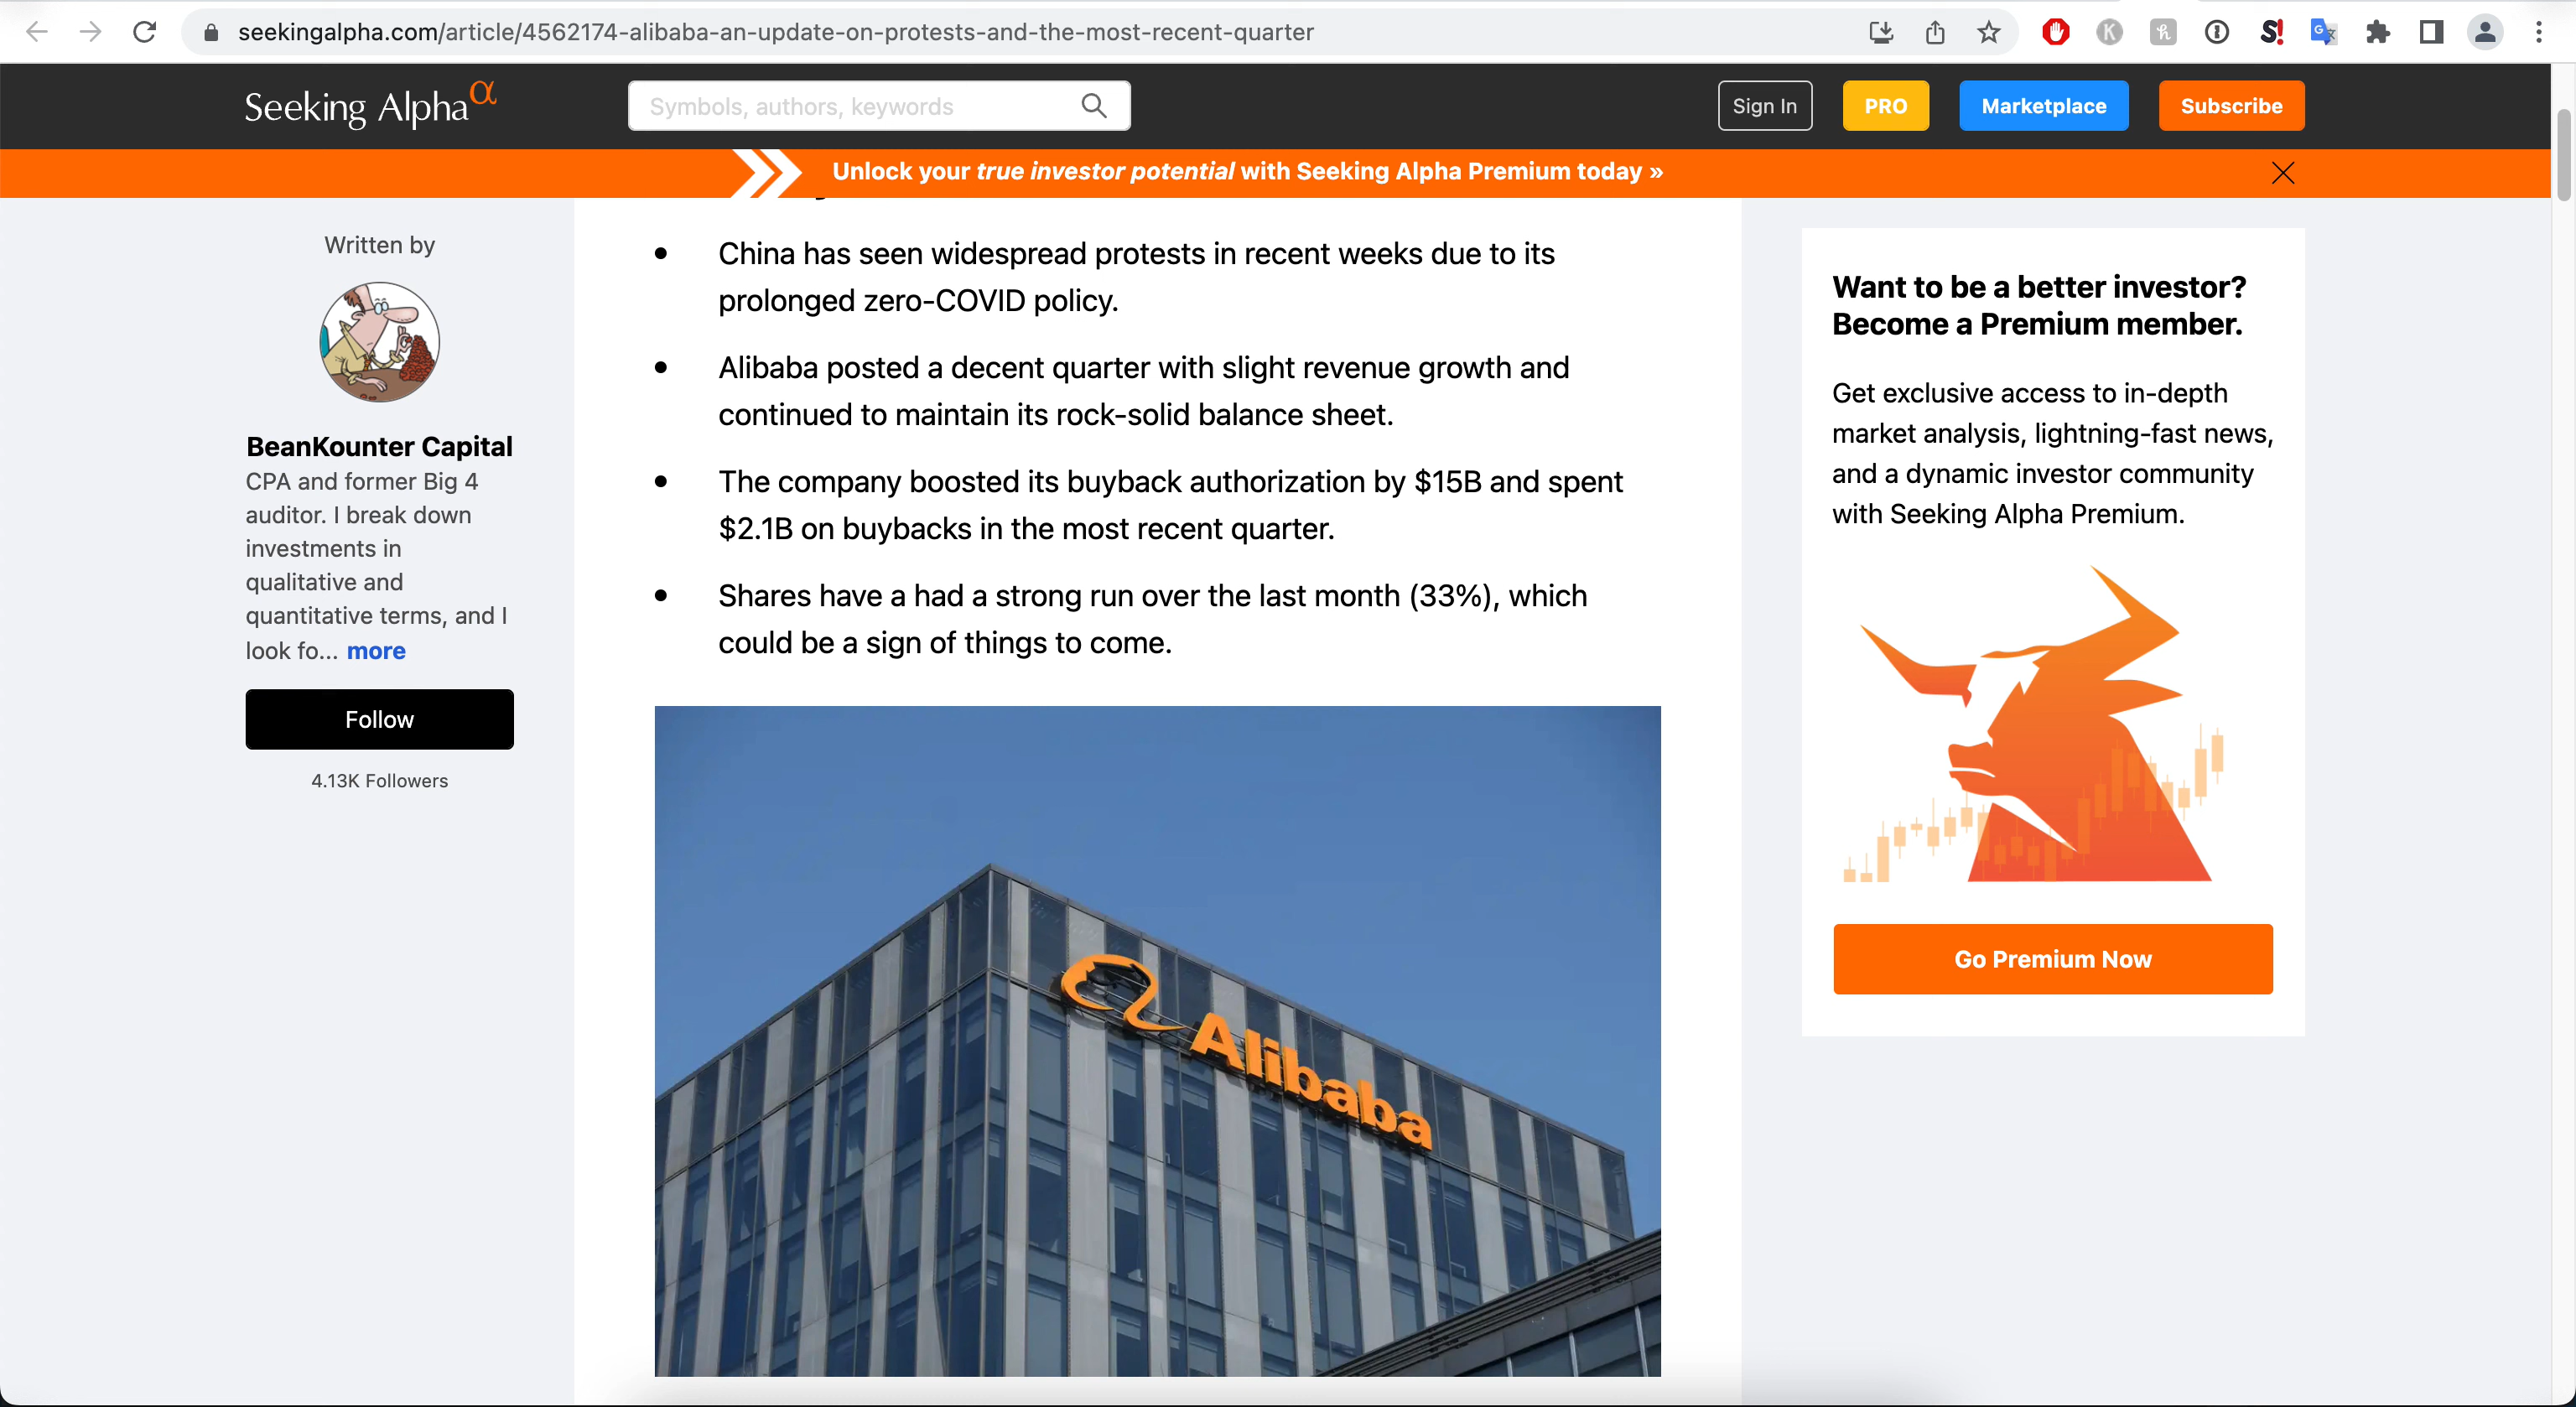 seekingalpha.com/article/4562174-alibaba-an-update-on-protests-and-the-most-recent-quarter
Seeking Alpha α
Symbols, authors, keywords
Sign In
PRO
Marketplace
Subscribe
Unlock your true investor potential with Seeking Alpha Premium today »
Written by
BeanKounter Capital
CPA and former Big 4
auditor. I break down
investments in
qualitative and
quantitative terms, and I
look fo... more
Follow
4.13K Followers
• China has seen widespread protests in recent weeks due to its
prolonged zero-COVID policy.
• Alibaba posted a decent quarter with slight revenue growth and
continued to maintain its rock-solid balance sheet.
• The company boosted its buyback authorization by $15B and spent
$2.1B on buybacks in the most recent quarter.
• Shares have a had a strong run over the last month (33%), which
could be a sign of things to come.
Alibaba
Want to be a better investor?
Become a Premium member.
Get exclusive access to in-depth
market analysis, lightning-fast news,
and a dynamic investor community
with Seeking Alpha Premium.
Go Premium Now